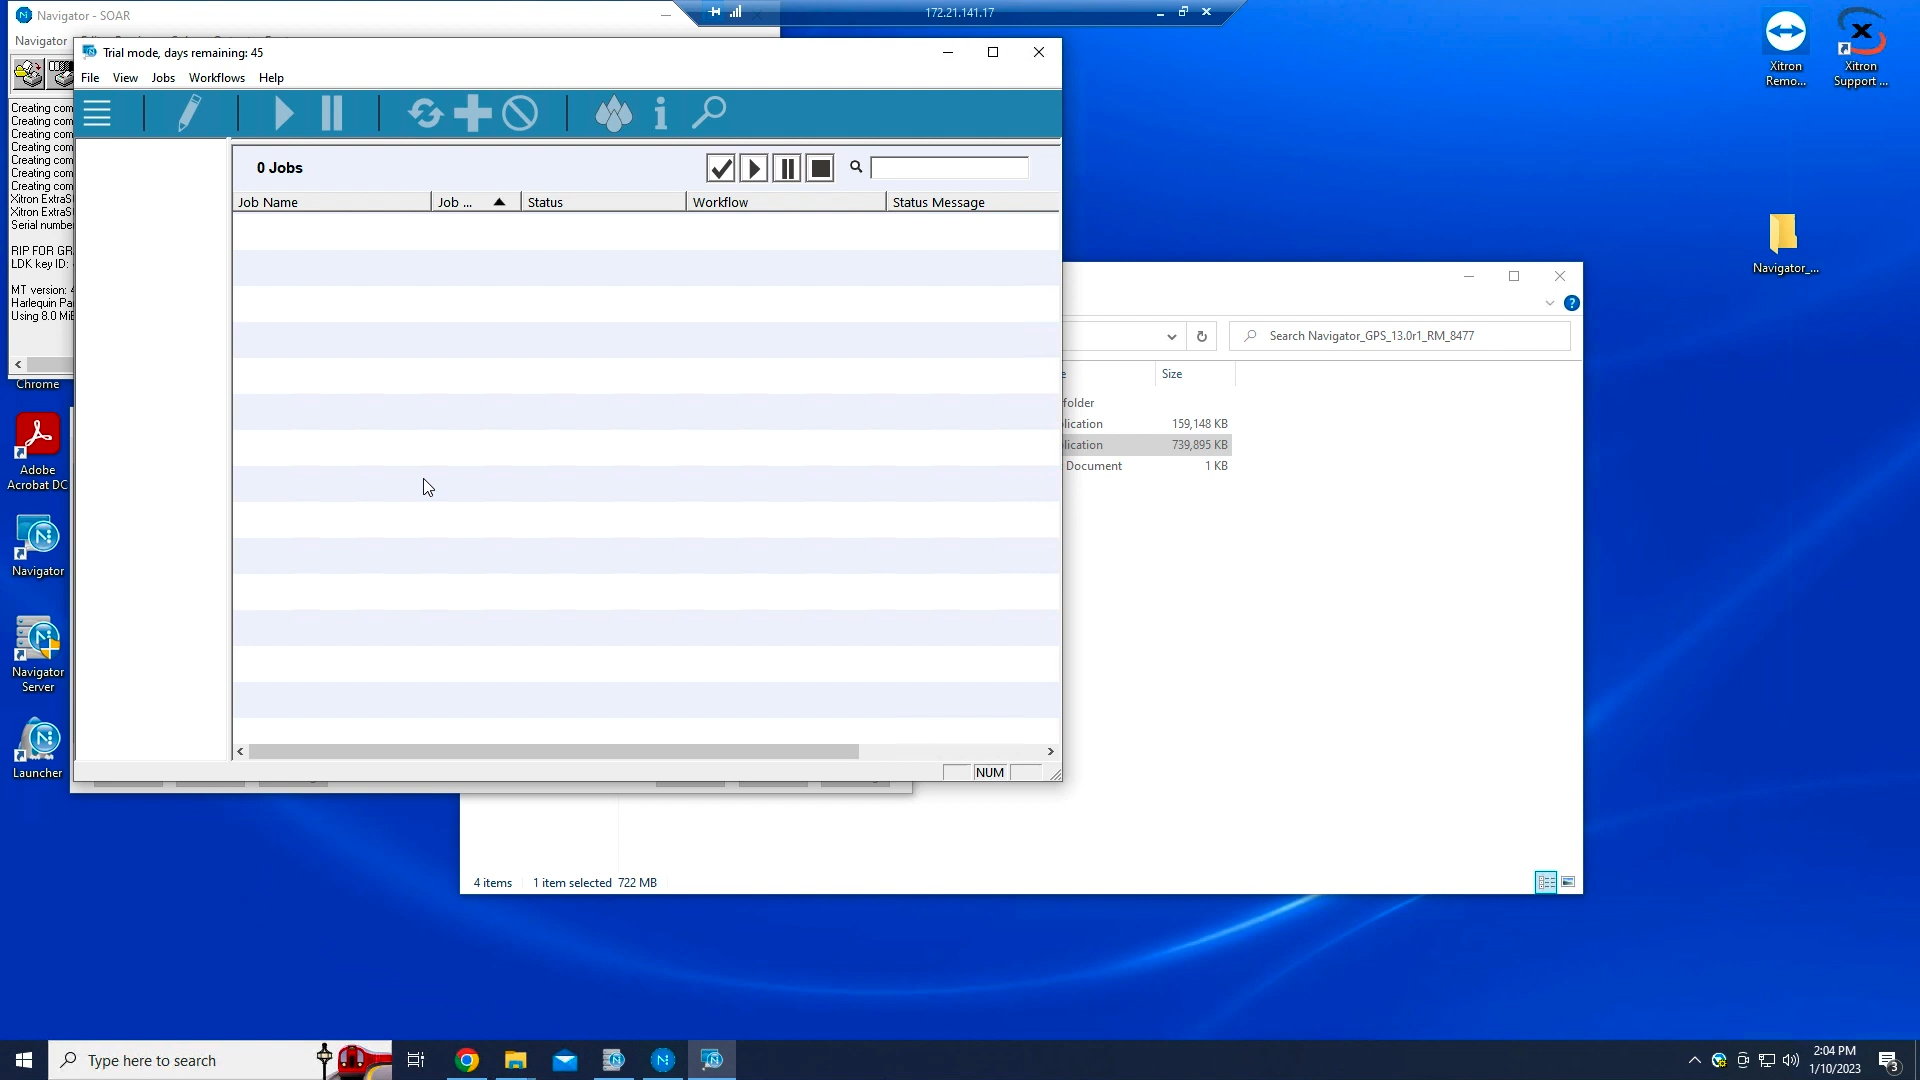 Navigator - SOAR
172.21.141.17
Navigator
Trial mode, days remaining: 45
File View Jobs Workflows Help
Creating com
Creating com
Creating com
Creating com
Creating com
Creating com
Creating com
Xitron ExtraS
Xitron ExtraS
Serial numbe
RIP FOR GR
LDK key ID:
MT version: 4
Harlequin Pa
Using 8.0 MiB
0 Jobs
Job Name Job ... Status Workflow Status Message
NUM
Search Navigator_GPS_13.0r1_RM_8477
Size
folder
lication 159,148 KB
lication 739,895 KB
Document 1 KB
4 items 1 item selected 722 MB
Xitron Remo...
Xitron Support ...
Navigator_...
Chrome
Adobe Acrobat DC
Navigator
Navigator Server
Launcher
Type here to search
2:04 PM
1/10/2023
3